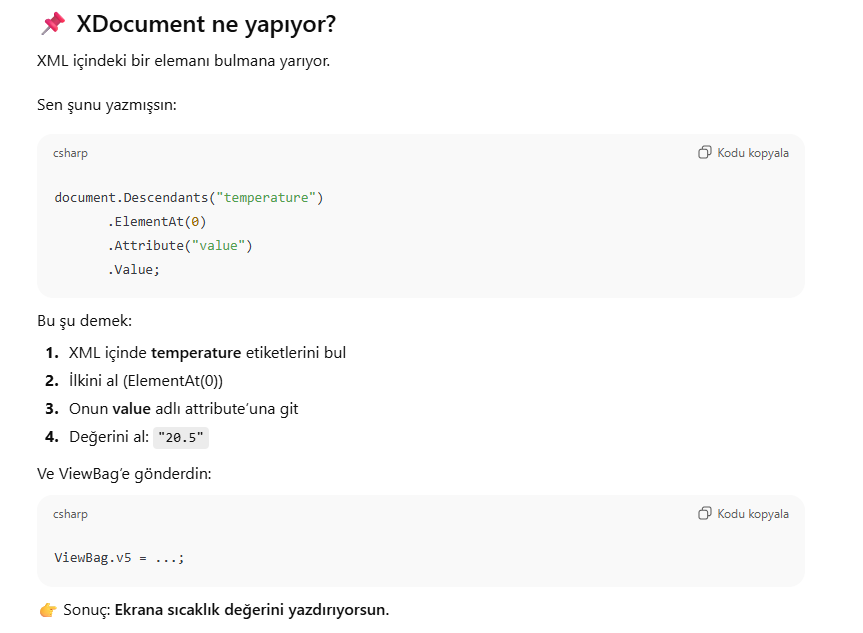 📌 XDocument ne yapıyor?
XML içindeki bir elemanı bulmana yarıyor.
Sen şunu yazmışsın:
csharp
Kodu kopyala
document.Descendants("temperature")
.ElementAt(0)
.Attribute("value")
.Value;
Bu şu demek:
1. XML içinde temperature etiketlerini bul
2. İlkini al (ElementAt(0))
3. Onun value adlı attribute’una git
4. Değerini al: "20.5"
Ve ViewBag’e gönderdin:
csharp
Kodu kopyala
ViewBag.v5 = ...;
👉 Sonuç: Ekrana sıcaklık değerini yazdırıyorsun.